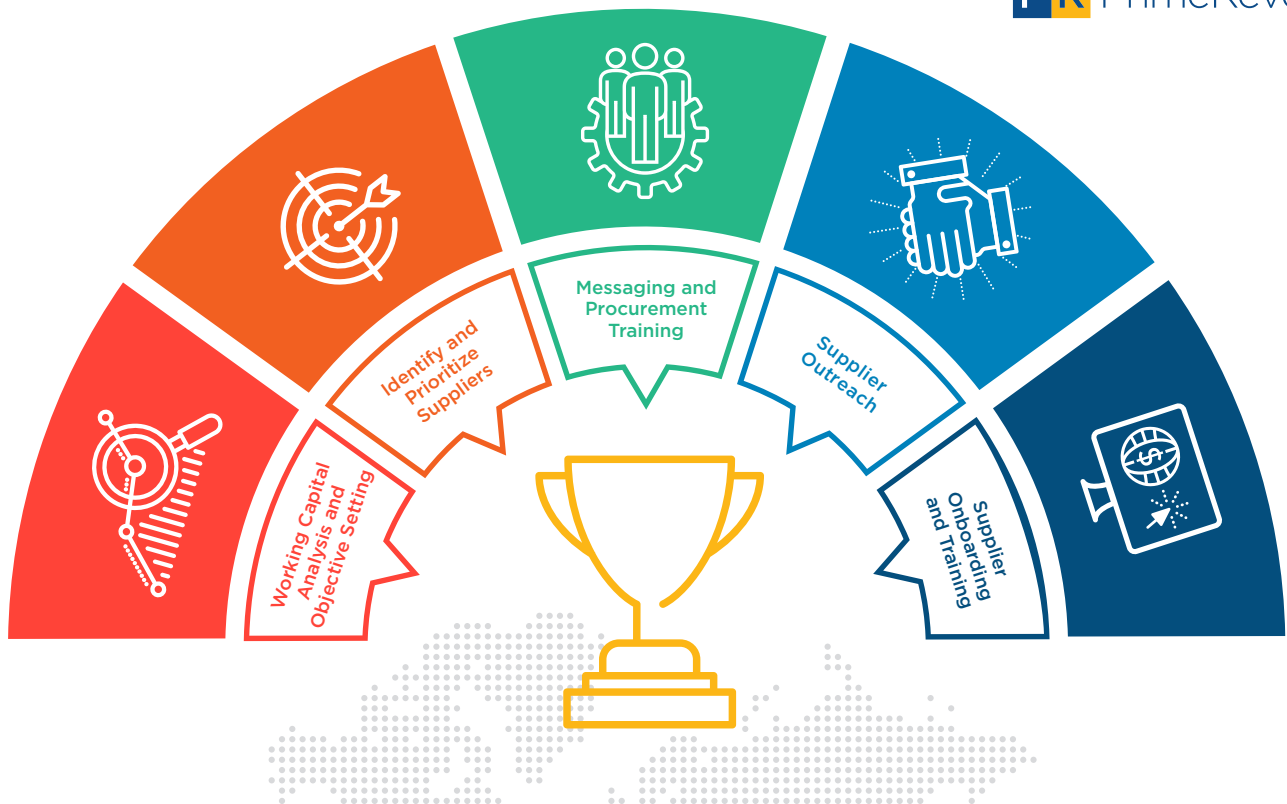 Working Capital
Analysis and
Objective Setting
Identify and
Prioritize
Suppliers
Messaging and
Procurement
Training
Supplier
Outreach
Supplier
Onboarding
and Training
$